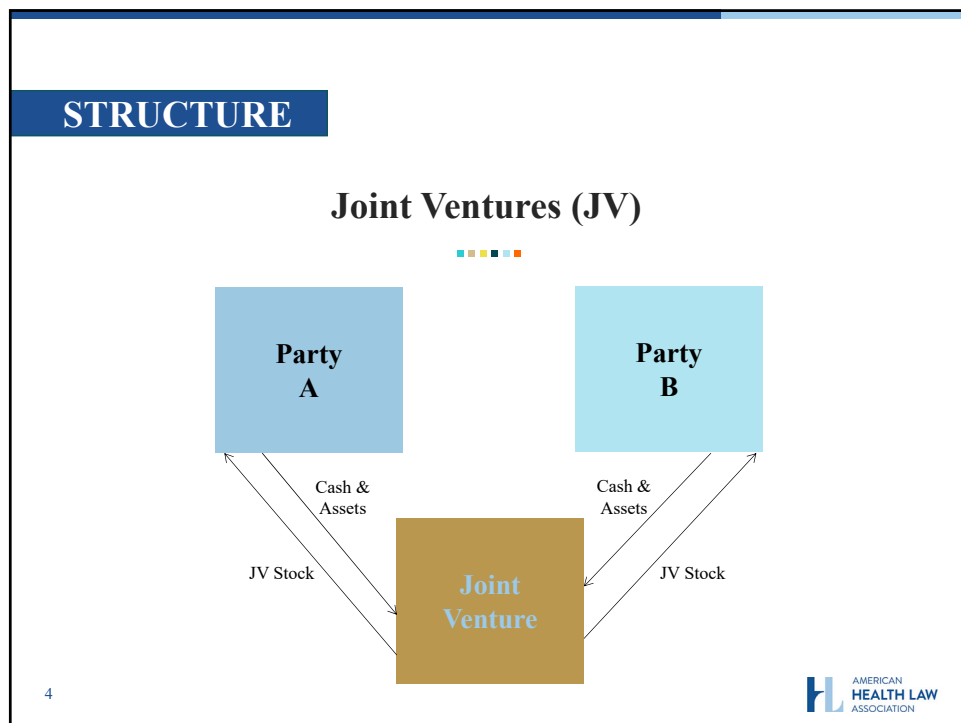 STRUCTURE
Joint Ventures (JV)
Party
A
Party
B
Cash &
Assets
Cash &
Assets
JV Stock
JV Stock
Joint
Venture
4
AMERICAN
HEALTH LAW
ASSOCIATION